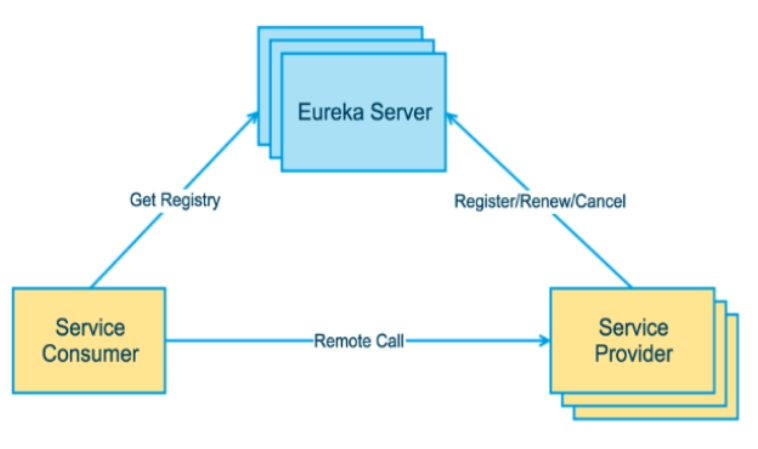 Eureka Server
Get Registry
Register/Renew/Cancel
Service
Consumer
Remote Call
Service
Provider